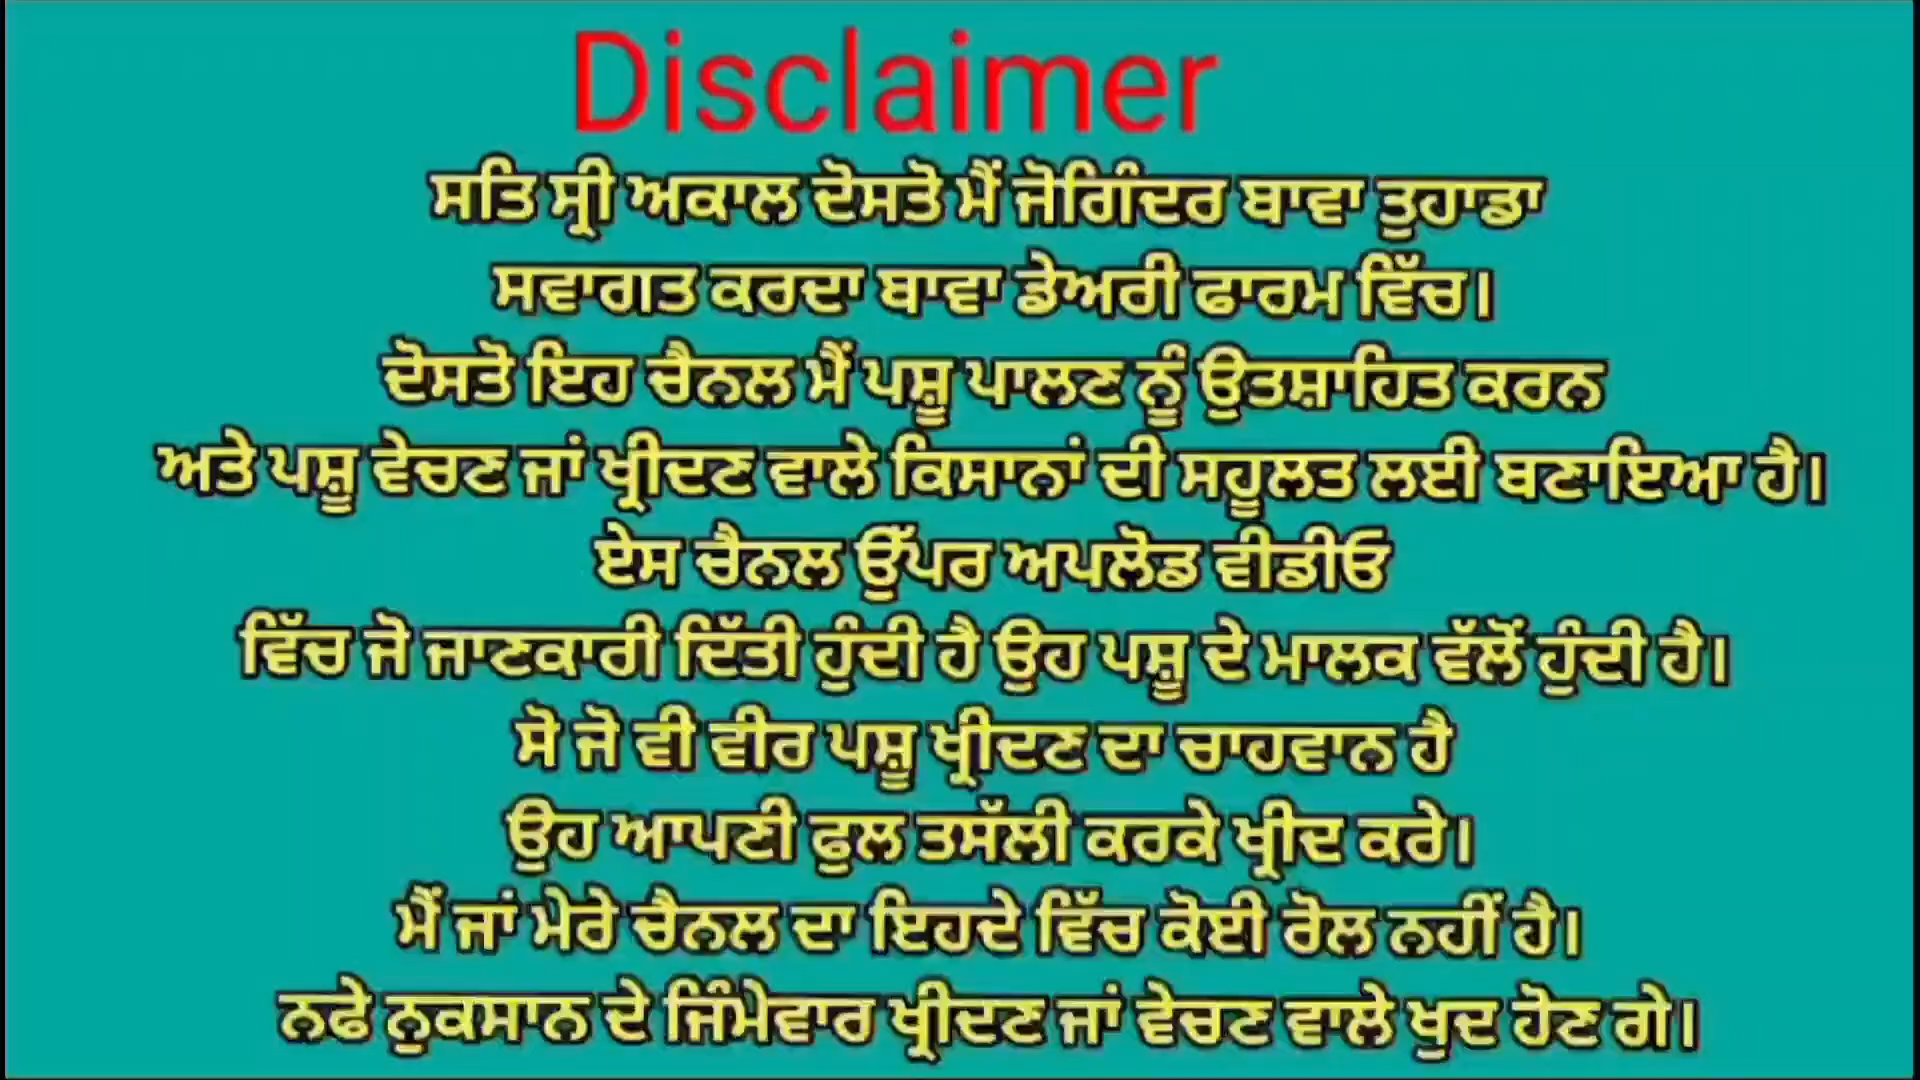 Disclaimer
ਸਤਿ ਸ੍ਰੀ ਅਕਾਲ ਦੋਸਤੋ ਮੈਂ ਜੋਗਿੰਦਰ ਬਾਵਾ ਤੁਹਾਡਾ
ਸਵਾਗਤ ਕਰਦਾ ਬਾਵਾ ਡੇਅਰੀ ਫਾਰਮ ਵਿੱਚ।
ਦੋਸਤੋ ਇਹ ਚੈਨਲ ਮੈਂ ਪਸ਼ੂ ਪਾਲਣ ਨੂੰ ਉਤਸ਼ਾਹਿਤ ਕਰਨ
ਅਤੇ ਪਸ਼ੂ ਵੇਚਣ ਜਾਂ ਖ੍ਰੀਦਣ ਵਾਲੇ ਕਿਸਾਨਾਂ ਦੀ ਸਹੂਲਤ ਲਈ ਬਣਾਇਆ ਹੈ।
ਏਸ ਚੈਨਲ ਉੱਪਰ ਅਪਲੋਡ ਵੀਡੀਓ
ਵਿੱਚ ਜੋ ਜਾਣਕਾਰੀ ਦਿੱਤੀ ਹੁੰਦੀ ਹੈ ਉਹ ਪਸ਼ੂ ਦੇ ਮਾਲਕ ਵੱਲੋਂ ਹੁੰਦੀ ਹੈ।
ਸੋ ਜੋ ਵੀ ਵੀਰ ਪਸ਼ੂ ਖ੍ਰੀਦਣ ਦਾ ਚਾਹਵਾਨ ਹੈ
ਉਹ ਆਪਣੀ ਫੁਲ ਤਸੱਲੀ ਕਰਕੇ ਖ੍ਰੀਦ ਕਰੇ।
ਮੈਂ ਜਾਂ ਮੇਰੇ ਚੈਨਲ ਦਾ ਇਹਦੇ ਵਿੱਚ ਕੋਈ ਰੋਲ ਨਹੀਂ ਹੈ।
ਨਫੇ ਨੁਕਸਾਨ ਦੇ ਜਿੰਮੇਵਾਰ ਖ੍ਰੀਦਣ ਜਾਂ ਵੇਚਣ ਵਾਲੇ ਖੁਦ ਹੋਣ ਗੇ।